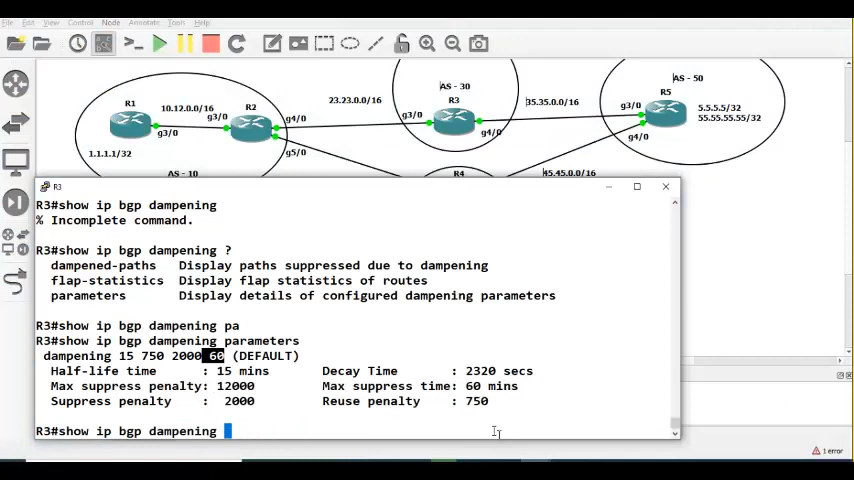 File Edit View Control Node Annotate Tools Help
AS - 30
AS - 50
R1
10.12.0.0/16
R2
23.23.0.0/16
R3
35.35.0.0/16
R5
g3/0
g3/0
g4/0
g3/0
g4/0
g3/0
5.5.5.5/32
55.55.55.55/32
g5/0
g4/0
1.1.1.1/32
AS - 10
R4
45.45.0.0/16
R3
R3#show ip bgp dampening
% Incomplete command.
R3#show ip bgp dampening ?
dampened-paths Display paths suppressed due to dampening
flap-statistics Display flap statistics of routes
parameters Display details of configured dampening parameters
R3#show ip bgp dampening pa
R3#show ip bgp dampening parameters
dampening 15 750 2000 60 (DEFAULT)
Half-life time : 15 mins Decay Time : 2320 secs
Max suppress penalty: 12000 Max suppress time: 60 mins
Suppress penalty : 2000 Reuse penalty : 750
R3#show ip bgp dampening
1 error